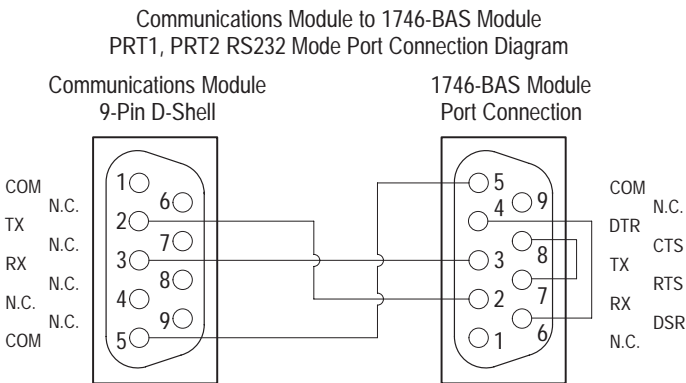 Communications Module to 1746-BAS Module
PRT1, PRT2 RS232 Mode Port Connection Diagram
Communications Module
9-Pin D-Shell
1746-BAS Module
Port Connection
COM
N.C.
TX
N.C.
RX
N.C.
N.C.
N.C.
COM
1
6
2
7
3
8
4
9
5
5
9
4
8
3
7
2
6
1
COM
N.C.
DTR
CTS
TX
RTS
RX
DSR
N.C.